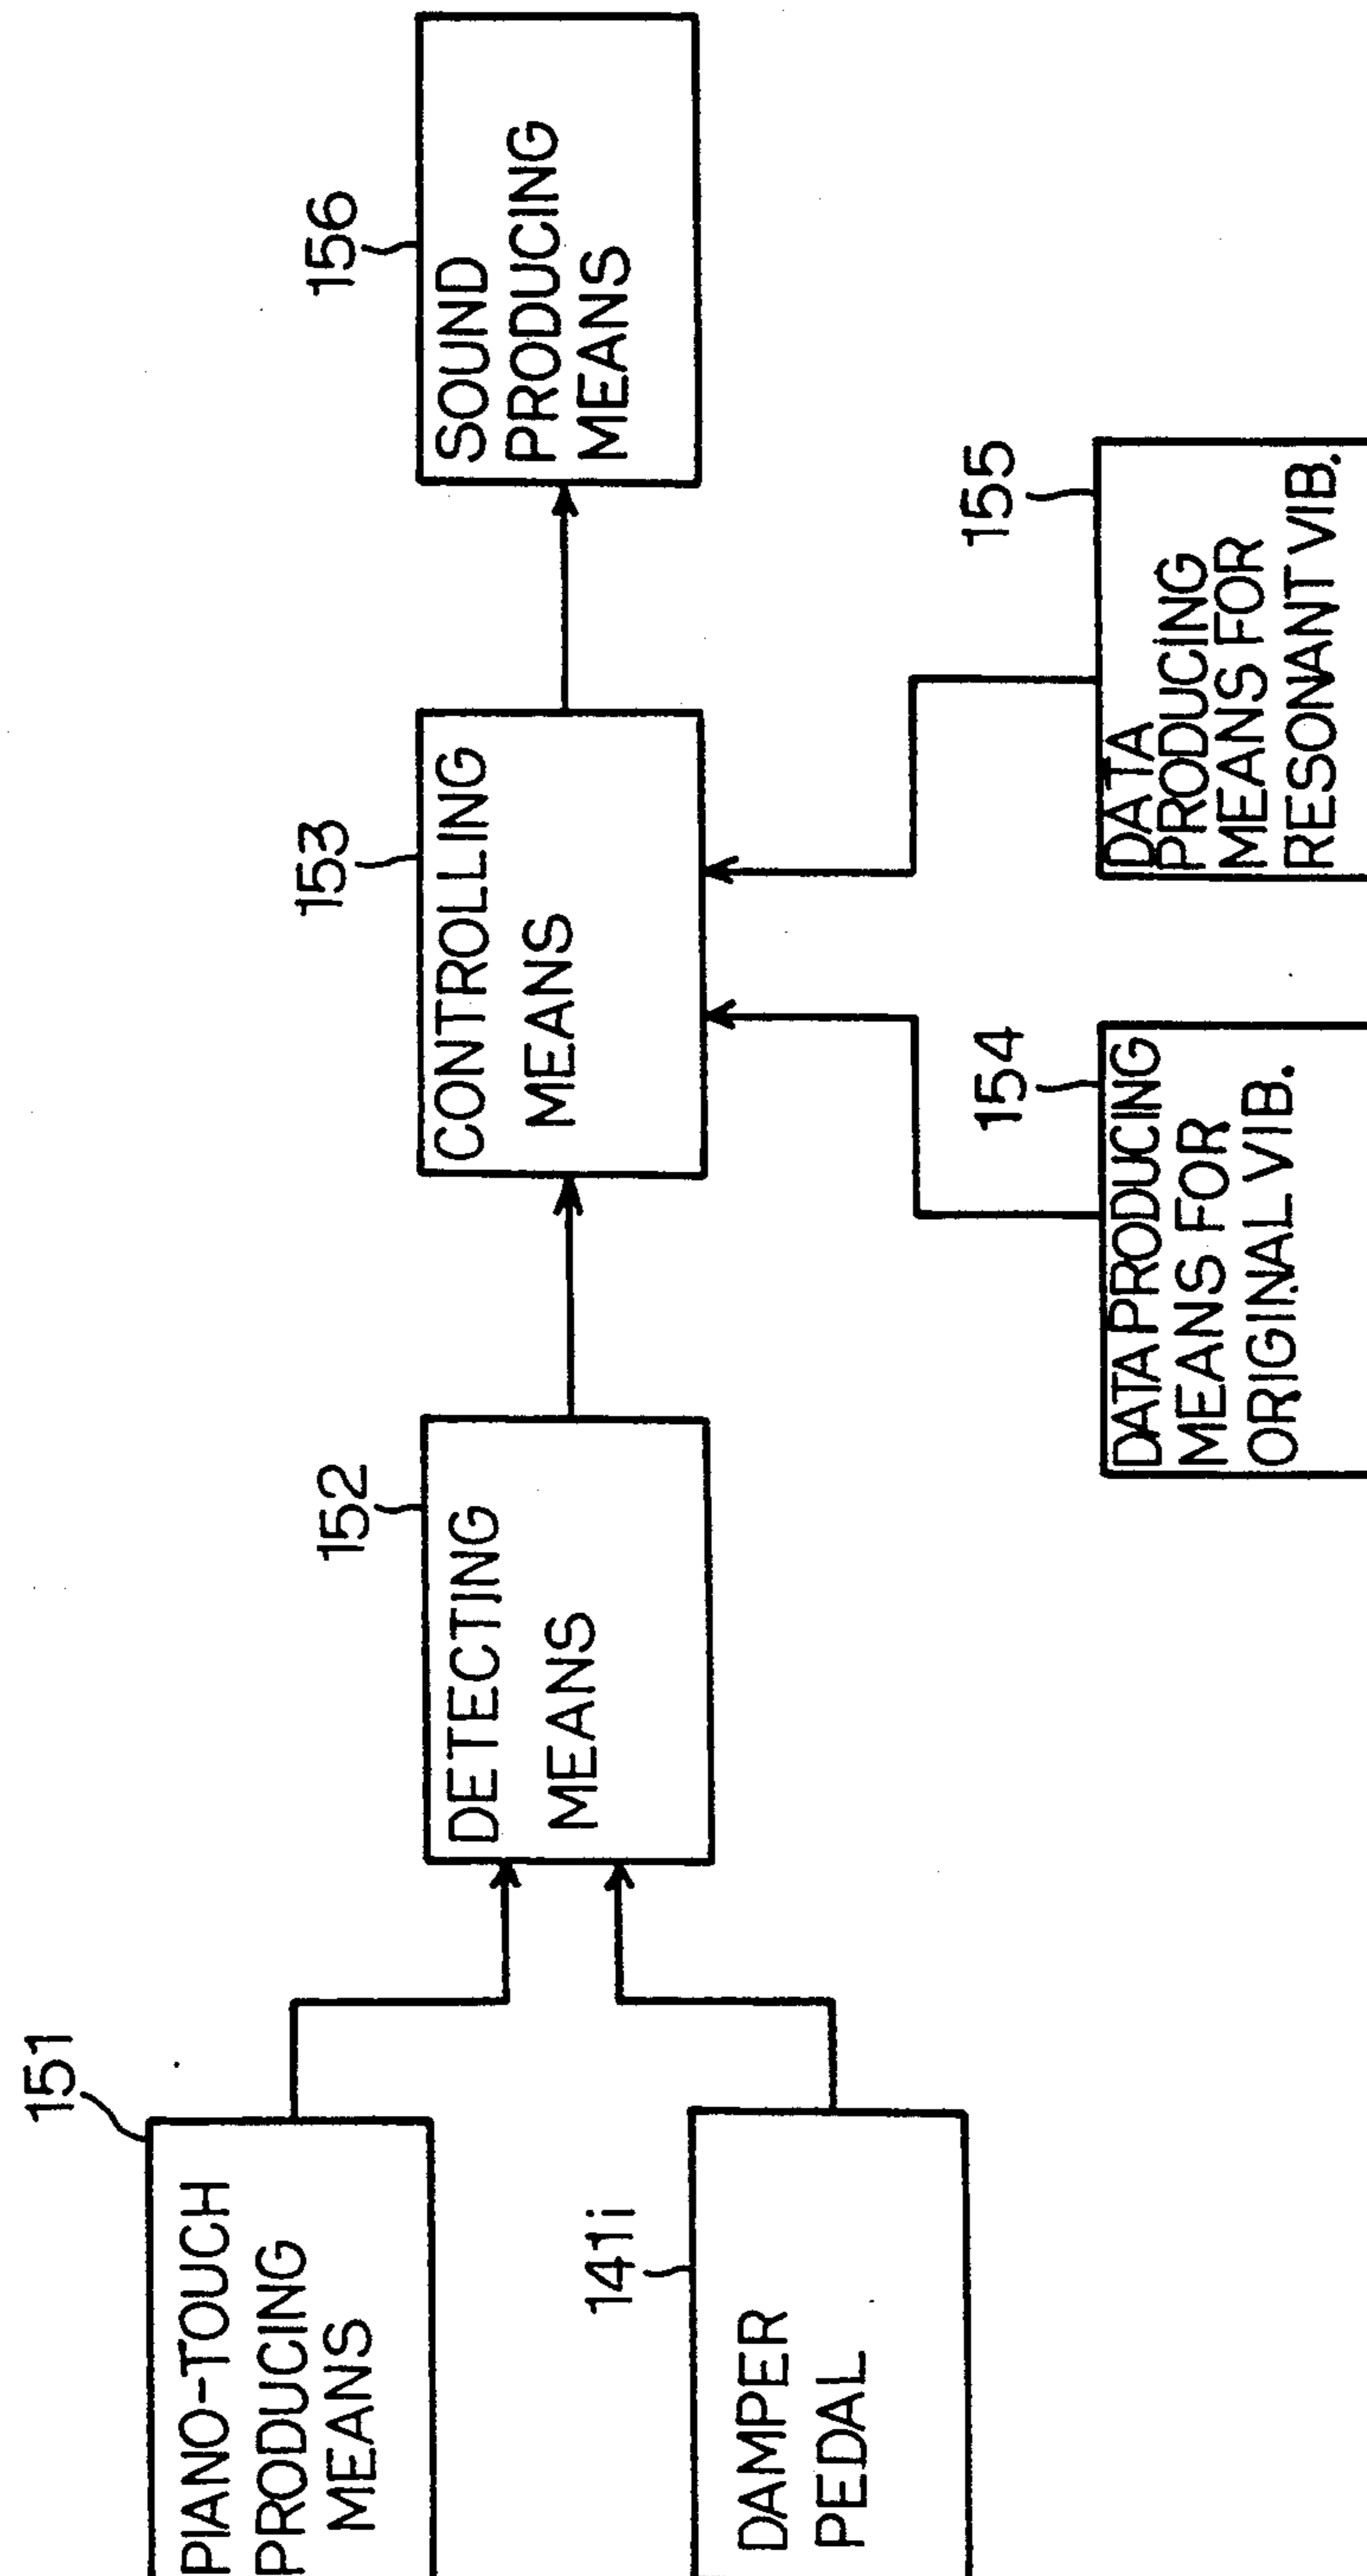 151
PIANO-TOUCH
PRODUCING
MEANS
141i
DAMPER
PEDAL
152
DETECTING
MEANS
153
CONTROLLING
MEANS
154
DATA PRODUCING
MEANS FOR
ORIGINAL VIB.
155
DATA
PRODUCING
MEANS FOR
RESONANT VIB.
156
SOUND
PRODUCING
MEANS